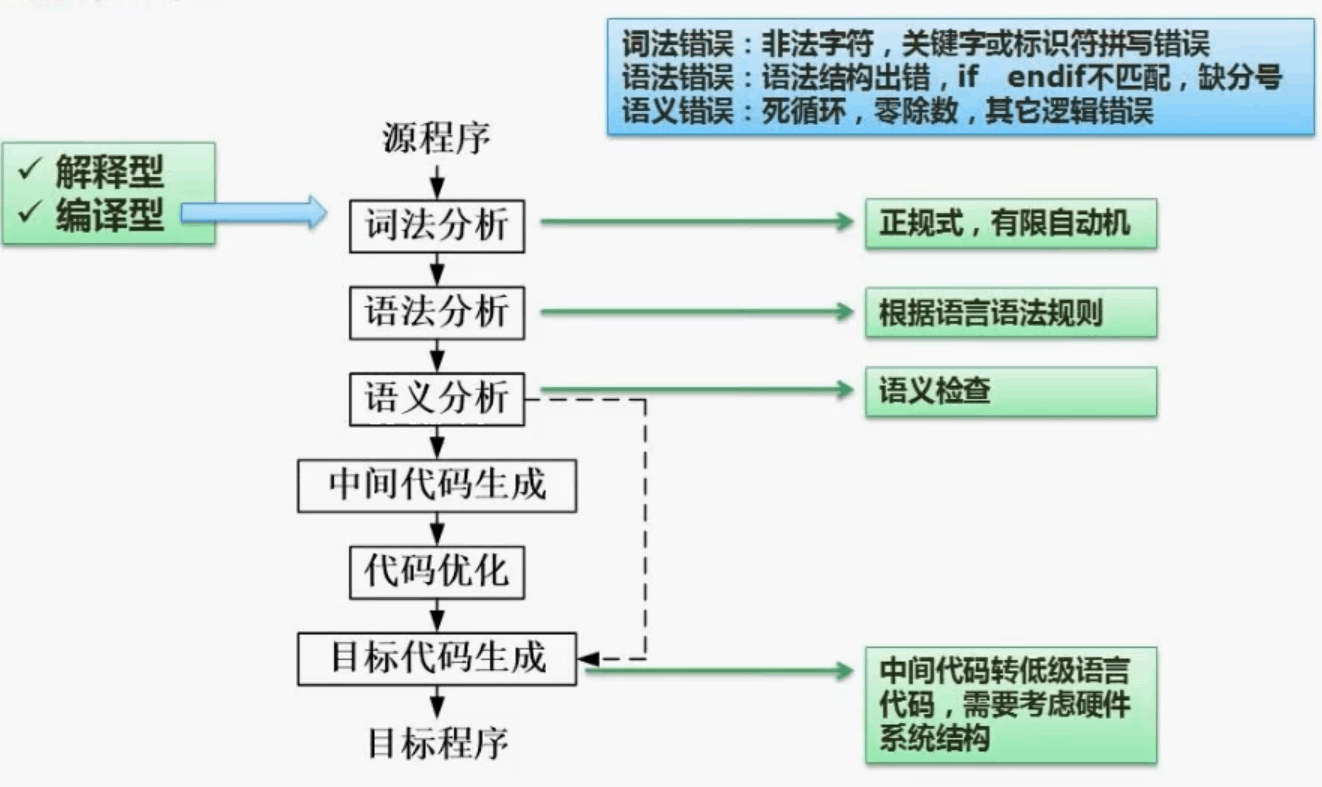 词法错误：非法字符，关键字或标识符拼写错误
语法错误：语法结构出错，if endif不匹配，缺分号
语义错误：死循环，零除数，其它逻辑错误
✓ 解释型
✓ 编译型
源程序
词法分析
正规式，有限自动机
语法分析
根据语言语法规则
语义分析
语义检查
中间代码生成
代码优化
目标代码生成
中间代码转低级语言
代码，需要考虑硬件
系统结构
目标程序